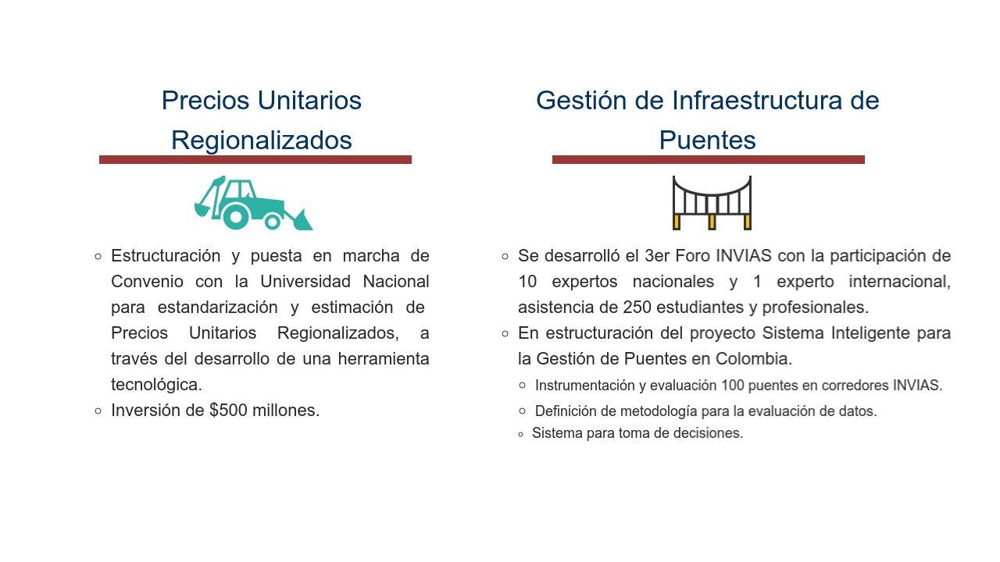 Precios Unitarios
Regionalizados
Estructuración y puesta en marcha de
Convenio con la Universidad Nacional
para estandarización y estimación de
Precios Unitarios Regionalizados, a
través del desarrollo de una herramienta
tecnológica.
Inversión de $500 millones.
Gestión de Infraestructura de
Puentes
Se desarrolló el 3er Foro INVIAS con la participación de
10 expertos nacionales y 1 experto internacional,
asistencia de 250 estudiantes y profesionales.
En estructuración del proyecto Sistema Inteligente para
la Gestión de Puentes en Colombia.
Instrumentación y evaluación 100 puentes en corredores INVIAS.
Definición de metodología para la evaluación de datos.
Sistema para toma de decisiones.